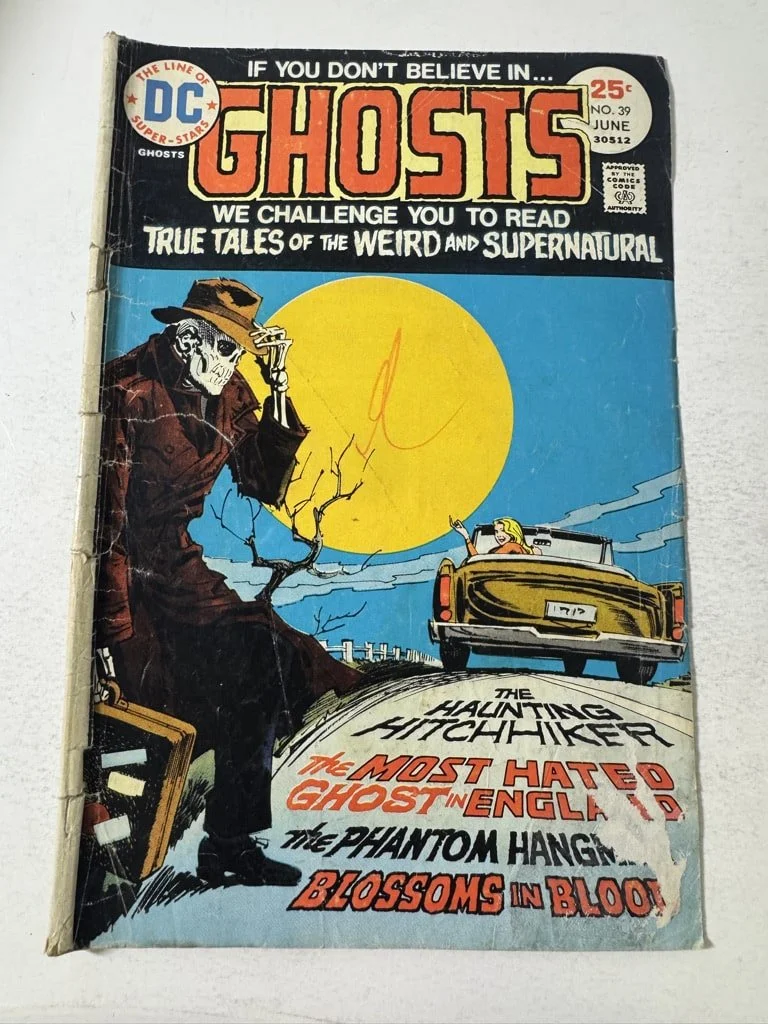 THE LINE OF
DC
SUPER-STARS
IF YOU DON'T BELIEVE IN...
25¢
NO. 39
JUNE
30512
GHOSTS
GHOSTS
APPROVED
BY THE
COMICS
CODE
AUTHORITY
WE CHALLENGE YOU TO READ
TRUE TALES OF THE WEIRD AND SUPERNATURAL
THE
HAUNTING
HITCHHIKER
The MOST HATED
GHOST IN ENGLA D
The PHANTOM HANGM
BLOSSOMS IN BLOO